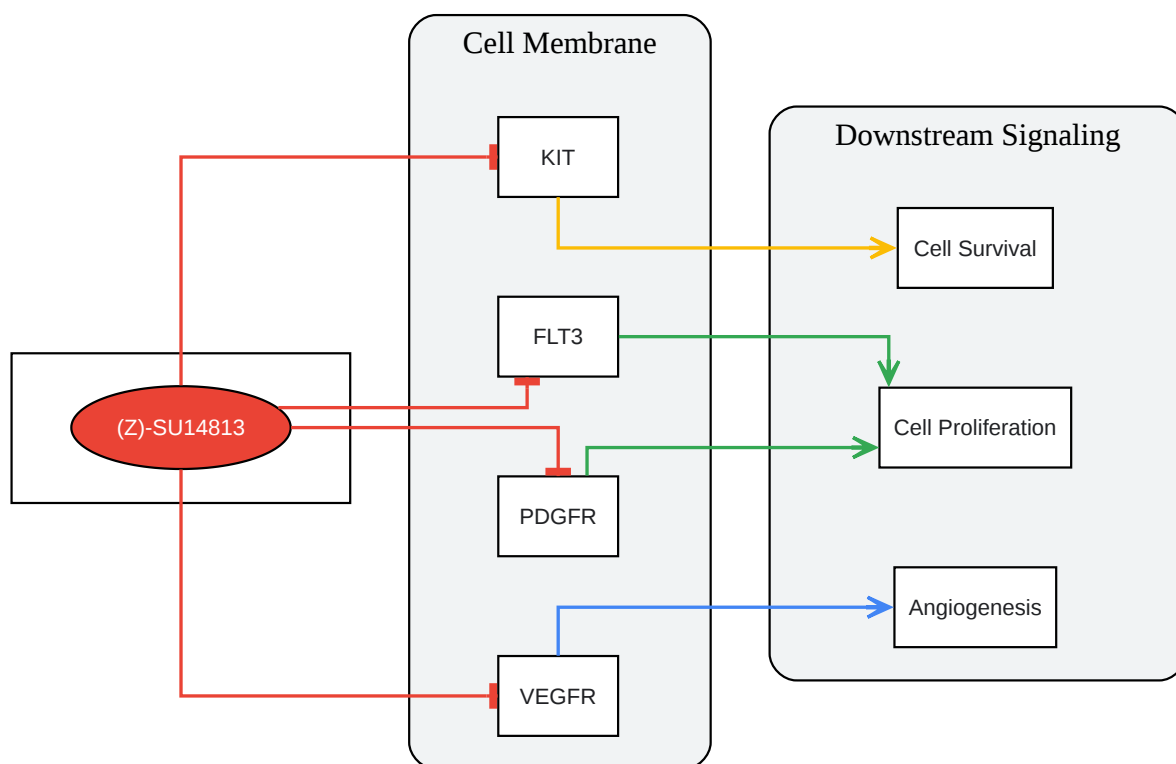 Cell Membrane
Downstream Signaling
KIT
Cell Survival
FLT3
(Z)-SU14813
Cell Proliferation
PDGFR
Angiogenesis
VEGFR